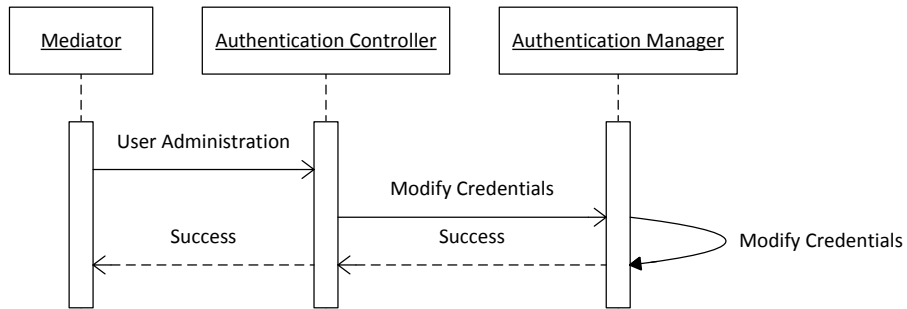 Mediator
Authentication Controller
Authentication Manager
User Administration
Modify Credentials
Success
Success
Modify Credentials